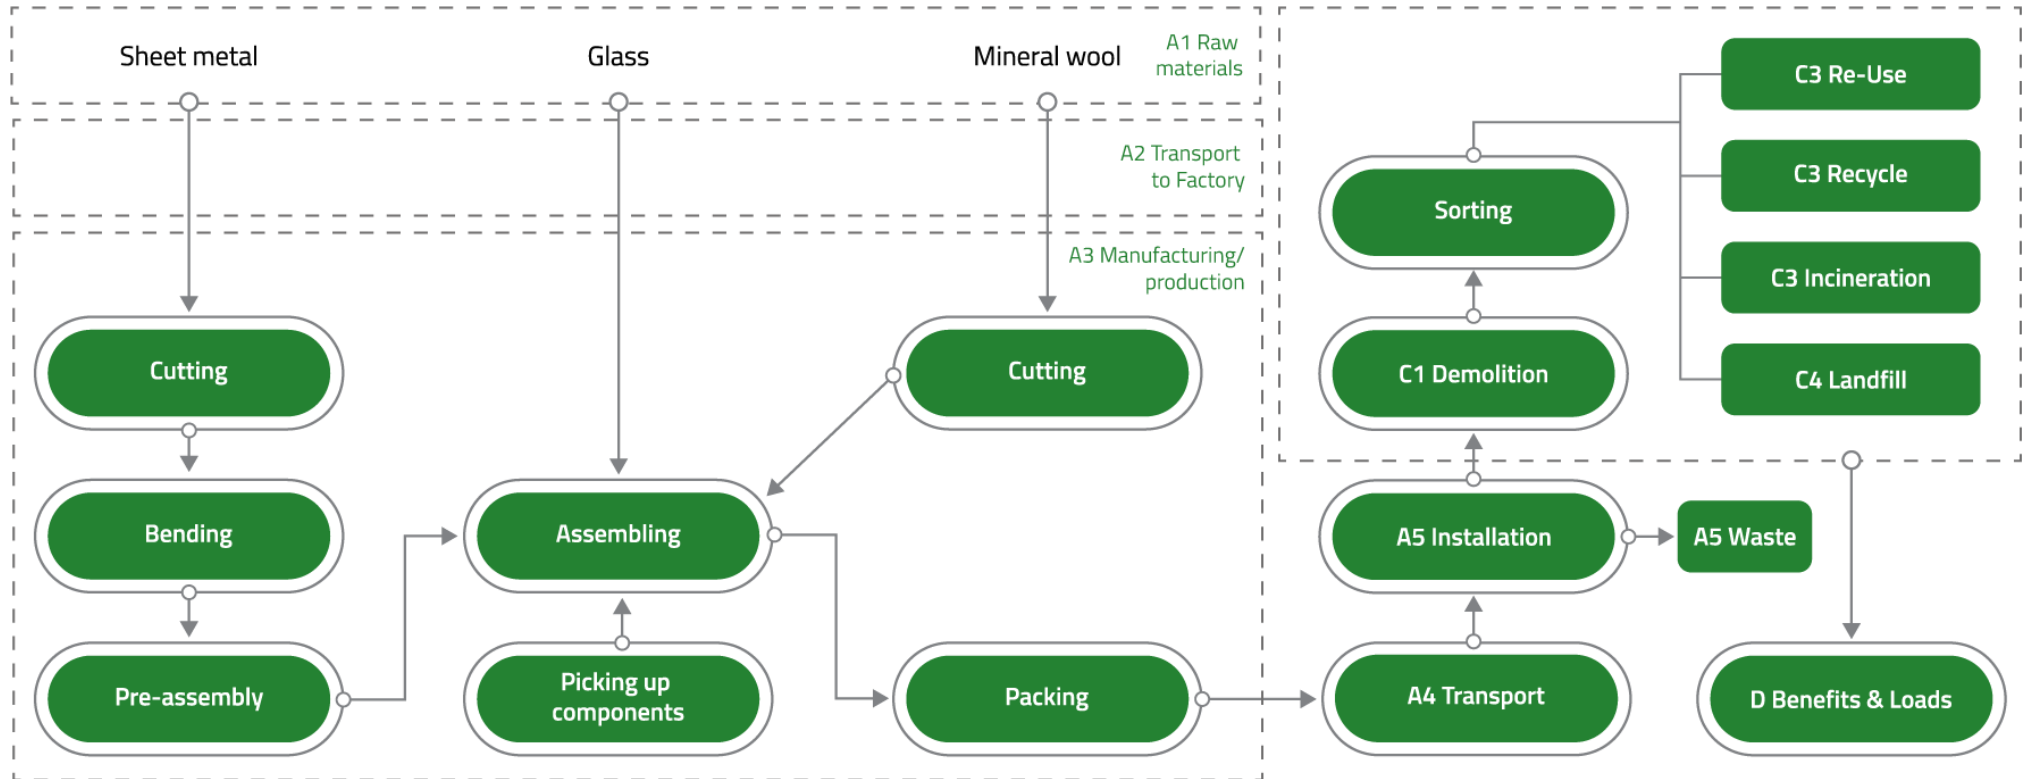 Sheet metal
Glass
Mineral wool
A1 Raw
materials
A2 Transport
to Factory
A3 Manufacturing/
production
Cutting
Cutting
Bending
Assembling
Pre-assembly
Picking up
components
Packing
C3 Re-Use
C3 Recycle
Sorting
C3 Incineration
C1 Demolition
C4 Landfill
A5 Installation
A5 Waste
A4 Transport
D Benefits & Loads